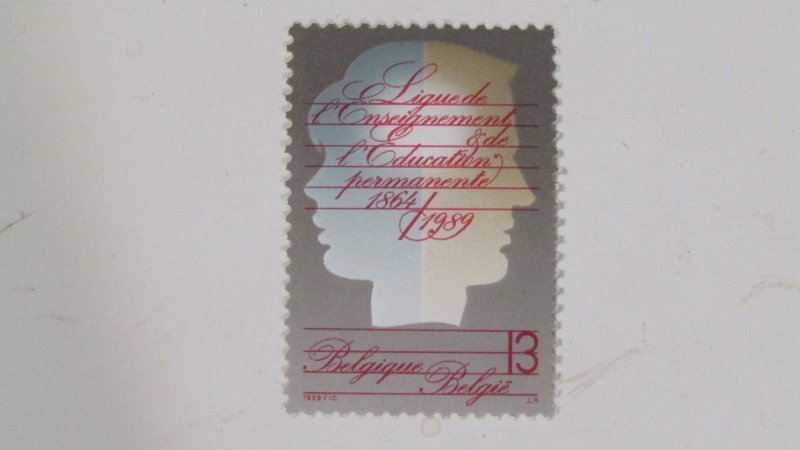 Ligue de
l'Enseignement
& de
l'Education
permanente
1864/1989
13
Belgique
België
1989/10
J.R